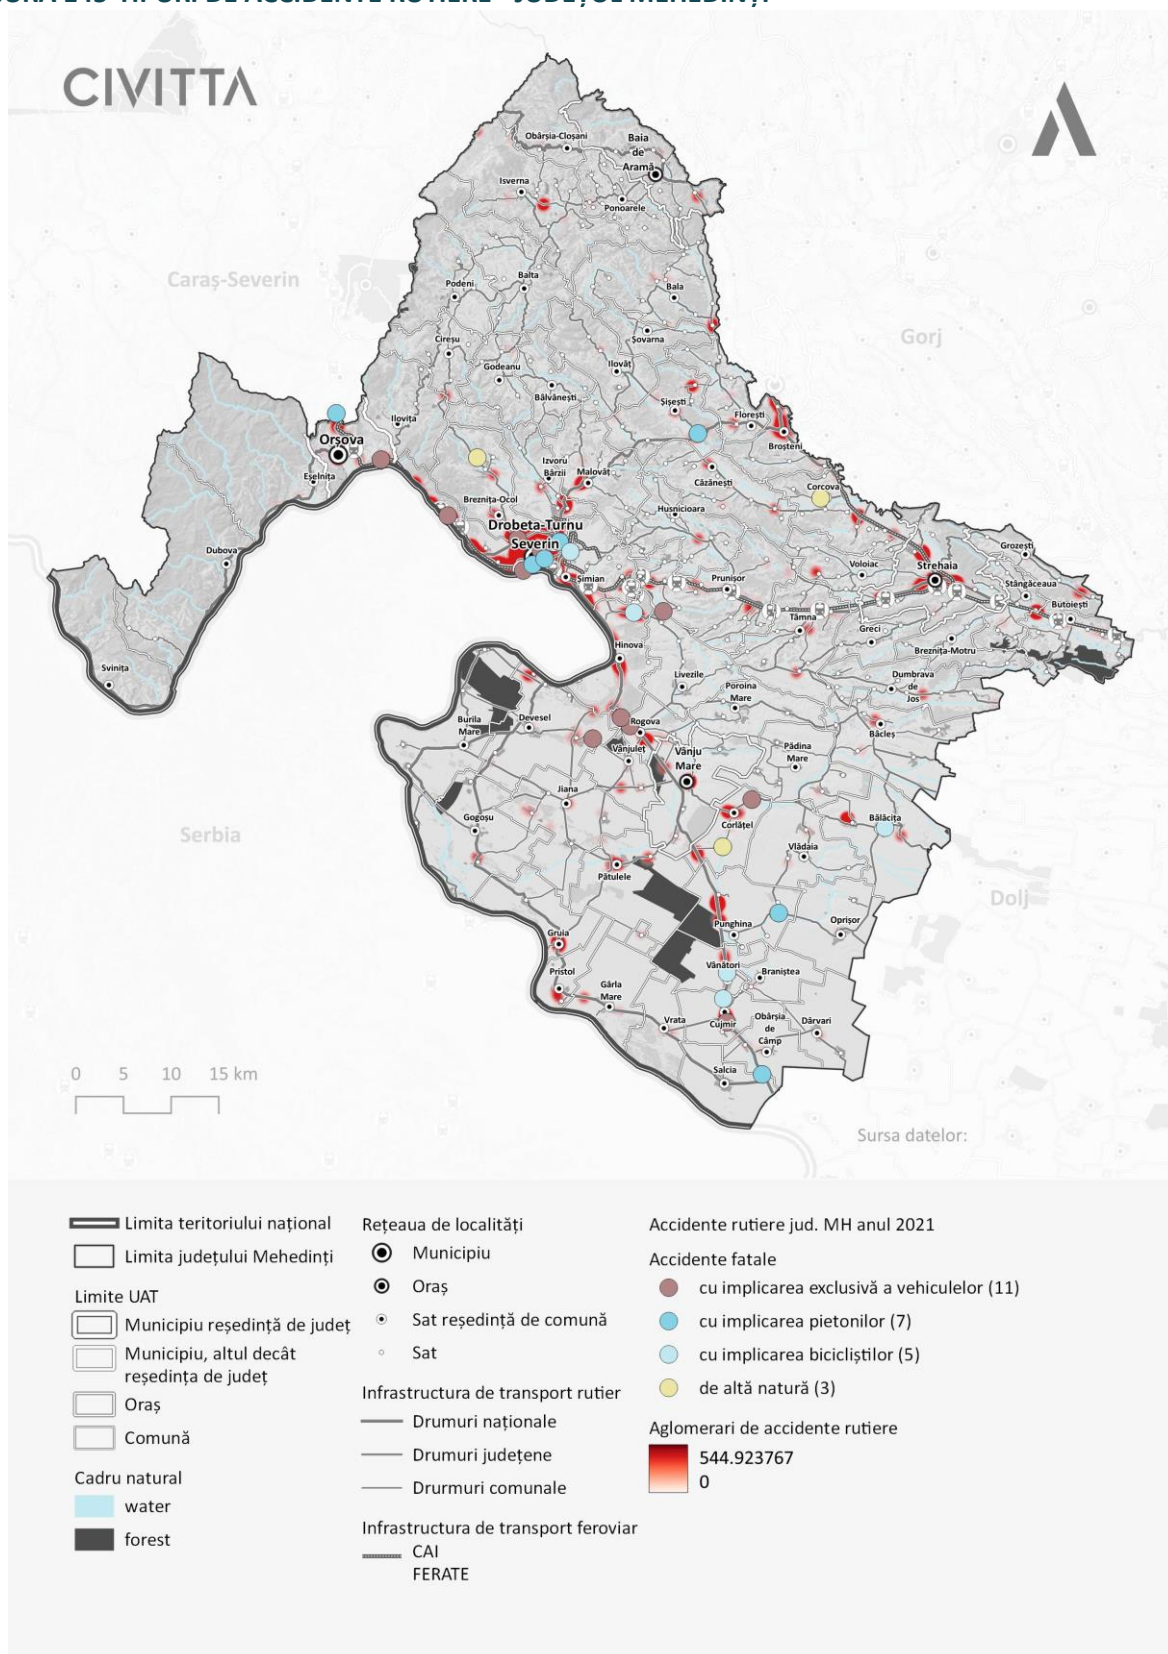 CIVITTA
Obârșia-Cloșani
Baia
de
Aramă
Isverna
Ponoarele
Caraș-Severin
Podeni
Balta
Bala
Gorj
Cireșu
Șovarna
Godeanu
Ilovăț
Bâlvănești
Șișești
Florești
Ilovița
Broșteni
Orșova
Eșelnița
Izvoru
Bârzii
Malovăț
Căzănești
Corcova
Breznița-Ocol
Husnicioara
Drobeta-Turnu
Severin
Dubova
Șimian
Prunișor
Voloiac
Strehaia
Grozești
Stângăceaua
Butoiești
Tâmna
Greci
Breznița-Motru
Hinova
Svinița
Livezile
Poroina
Mare
Dumbrava
de
Jos
Burila
Mare
Devesel
Rogova
Bâcleș
Vânjuleț
Vânju
Mare
Pădina
Mare
Jiana
Gogoșu
Corlățel
Bălăcița
Serbia
Vlădaia
Pătulele
Dolj
Punghina
Oprișor
Gruia
Vânători
Braniștea
Pristol
Gârla
Mare
Vrata
Cujmir
Obârșia
de
Câmp
Dârvari
Salcia
0 5 10 15 km
Sursa datelor:
Limita teritoriului național
Limita județului Mehedinți
Limite UAT
Municipiu reședință de județ
Municipiu, altul decât
reședința de județ
Oraș
Comună
Cadru natural
water
forest
Rețeaua de localități
Municipiu
Oraș
Sat reședință de comună
Sat
Infrastructura de transport rutier
Drumuri naționale
Drumuri județene
Drurmuri comunale
Infrastructura de transport feroviar
CAI
FERATE
Accidente rutiere jud. MH anul 2021
Accidente fatale
cu implicarea exclusivă a vehiculelor (11)
cu implicarea pietonilor (7)
cu implicarea bicicliștilor (5)
de altă natură (3)
Aglomerari de accidente rutiere
544.923767
0